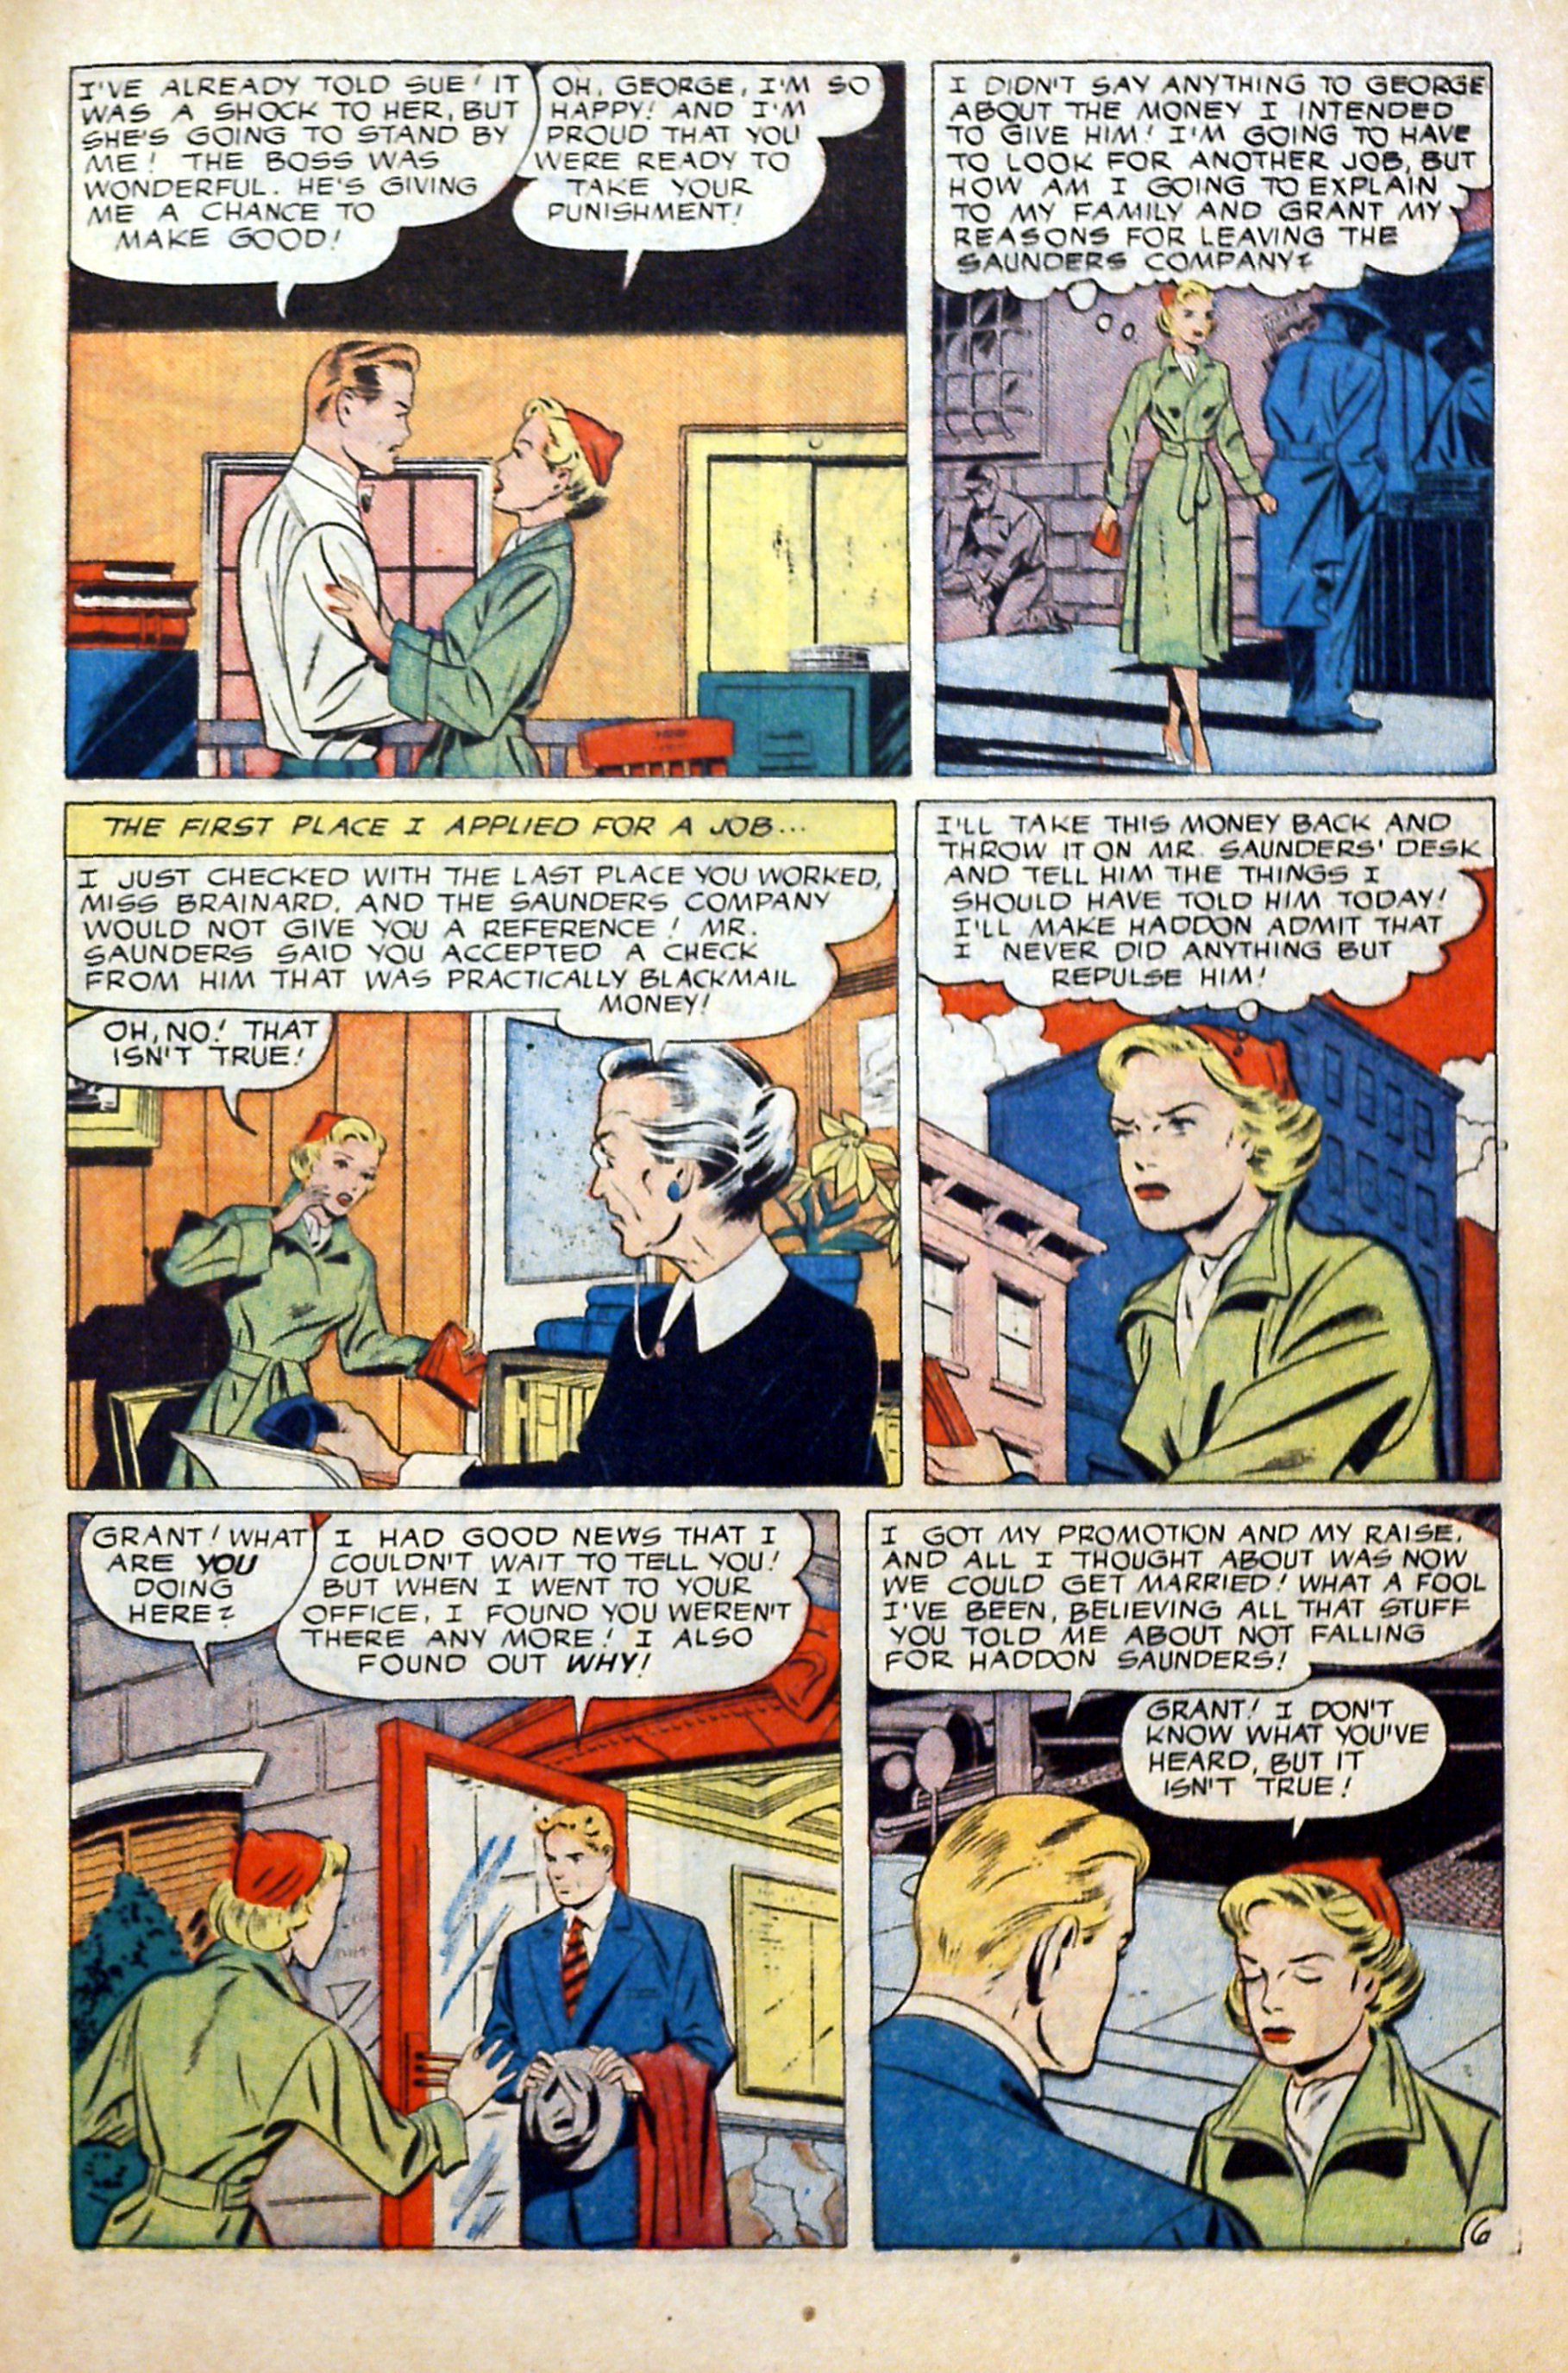 I'VE ALREADY TOLD SUE! IT
WAS A SHOCK TO HER, BUT
SHE'S GOING TO STAND BY
ME! THE BOSS WAS
WONDERFUL. HE'S GIVING
ME A CHANCE TO
MAKE GOOD!
OH, GEORGE, I'M SO
HAPPY! AND I'M
PROUD THAT YOU
WERE READY TO
TAKE YOUR
PUNISHMENT!
I DIDN'T SAY ANYTHING TO GEORGE
ABOUT THE MONEY I INTENDED
TO GIVE HIM! I'M GOING TO HAVE
TO LOOK FOR ANOTHER JOB, BUT
HOW AM I GOING TO EXPLAIN
TO MY FAMILY AND GRANT MY
REASONS FOR LEAVING THE
SAUNDERS COMPANY?
THE FIRST PLACE I APPLIED FOR A JOB...
I JUST CHECKED WITH THE LAST PLACE YOU WORKED,
MISS BRAINARD, AND THE SAUNDERS COMPANY
WOULD NOT GIVE YOU A REFERENCE! MR.
SAUNDERS SAID YOU ACCEPTED A CHECK
FROM HIM THAT WAS PRACTICALLY BLACKMAIL
MONEY!
OH, NO! THAT
ISN'T TRUE!
I'LL TAKE THIS MONEY BACK AND
THROW IT ON MR. SAUNDERS' DESK
AND TELL HIM THE THINGS I
SHOULD HAVE TOLD HIM TODAY!
I'LL MAKE HADDON ADMIT THAT
I NEVER DID ANYTHING BUT
REPULSE HIM!
GRANT! WHAT
ARE YOU
DOING
HERE?
I HAD GOOD NEWS THAT I
COULDN'T WAIT TO TELL YOU!
BUT WHEN I WENT TO YOUR
OFFICE, I FOUND YOU WEREN'T
THERE ANY MORE! I ALSO
FOUND OUT WHY!
I GOT MY PROMOTION AND MY RAISE,
AND ALL I THOUGHT ABOUT WAS NOW
WE COULD GET MARRIED! WHAT A FOOL
I'VE BEEN, BELIEVING ALL THAT STUFF
YOU TOLD ME ABOUT NOT FALLING
FOR HADDON SAUNDERS!
GRANT! I DON'T
KNOW WHAT YOU'VE
HEARD, BUT IT
ISN'T TRUE!
6